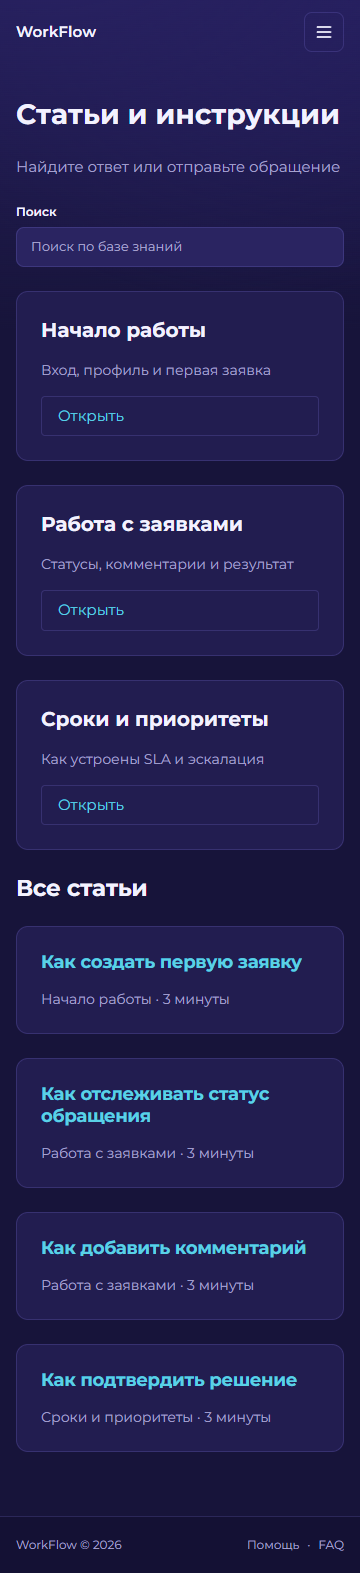 WorkFlow
Статьи и инструкции
Найдите ответ или отправьте обращение
Поиск
Поиск по базе знаний
Начало работы
Вход, профиль и первая заявка
Открыть
Работа с заявками
Статусы, комментарии и результат
Открыть
Сроки и приоритеты
Как устроены SLA и эскалация
Открыть
Все статьи
Как создать первую заявку
Начало работы · 3 минуты
Как отслеживать статус
обращения
Работа с заявками · 3 минуты
Как добавить комментарий
Работа с заявками · 3 минуты
Как подтвердить решение
Сроки и приоритеты · 3 минуты
WorkFlow © 2026 Помощь · FAQ